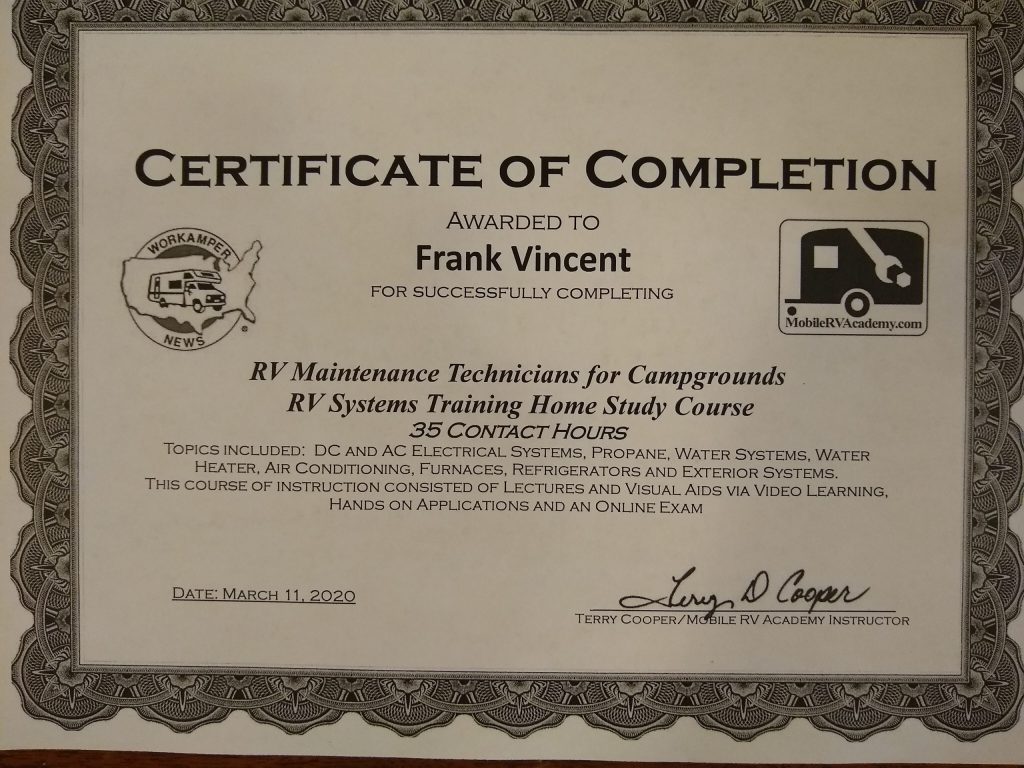 CERTIFICATE OF COMPLETION
AWARDED TO
Frank Vincent
FOR SUCCESSFULLY COMPLETING
WORKAMPER
NEWS
®
MobileRVAcademy.com
RV Maintenance Technicians for Campgrounds
RV Systems Training Home Study Course
35 CONTACT HOURS
TOPICS INCLUDED: DC AND AC ELECTRICAL SYSTEMS, PROPANE, WATER SYSTEMS, WATER
HEATER, AIR CONDITIONING, FURNACES, REFRIGERATORS AND EXTERIOR SYSTEMS.
THIS COURSE OF INSTRUCTION CONSISTED OF LECTURES AND VISUAL AIDS VIA VIDEO LEARNING,
HANDS ON APPLICATIONS AND AN ONLINE EXAM
DATE: MARCH 11, 2020
Terry D Cooper
TERRY COOPER/MOBILE RV ACADEMY INSTRUCTOR